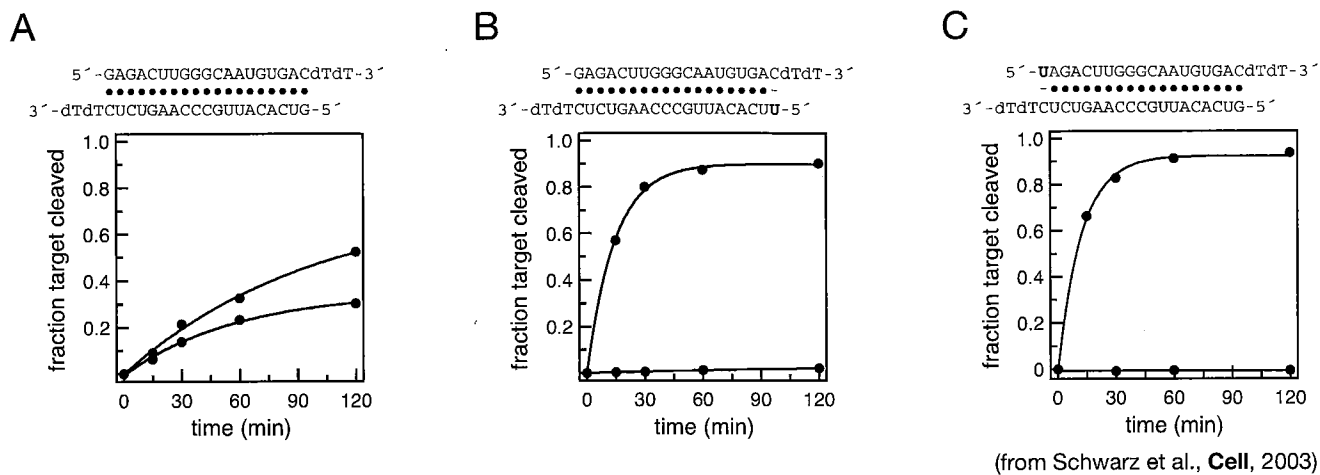 A
5´-GAGACUUGGGCAAUGUGACdTdT-3´
3´-dTdTCUCUGAACCCGUUACACUG-5´
1.0
0.8
0.6
0.4
0.2
fraction target cleaved
0 30 60 90 120
time (min)
B
5´-GAGACUUGGGCAAUGUGACdTdT-3´
3´-dTdTCUCUGAACCCGUUACACUU-5´
1.0
0.8
0.6
0.4
0.2
fraction target cleaved
0 30 60 90 120
time (min)
C
5´-UAGACUUGGGCAAUGUGACdTdT-3´
3´-dTdTCUCUGAACCCGUUACACUG-5´
1.0
0.8
0.6
0.4
0.2
0
fraction target cleaved
0 30 60 90 120
time (min)
(from Schwarz et al., Cell, 2003)